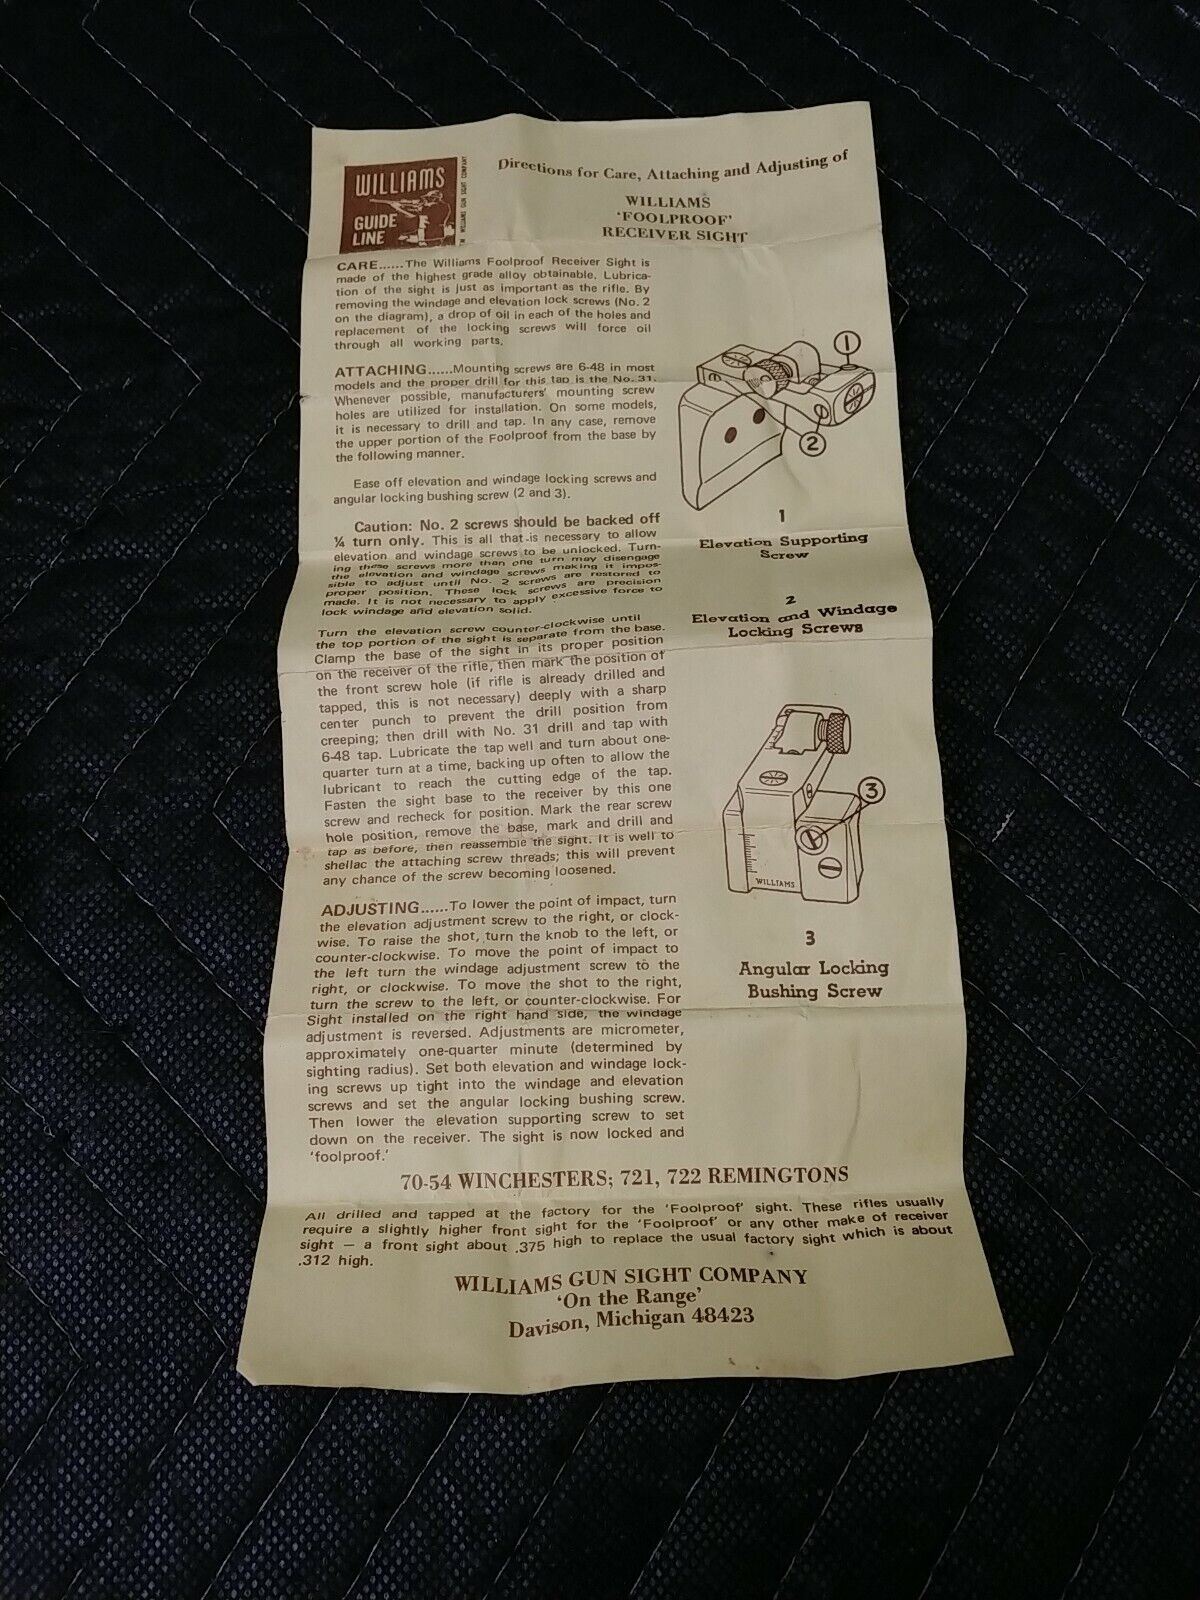 WILLIAMS
GUIDE
LINE
TM WILLIAMS GUN SIGHT COMPANY
Directions for Care, Attaching and Adjusting of
WILLIAMS
'FOOLPROOF'
RECEIVER SIGHT
CARE......The Williams Foolproof Receiver Sight is
made of the highest grade alloy obtainable. Lubrica-
tion of the sight is just as important as the rifle. By
removing the windage and elevation lock screws (No. 2
on the diagram), a drop of oil in each of the holes and
replacement of the locking screws will force oil
through all working parts.
ATTACHING......Mounting screws are 6-48 in most
models and the proper drill for this tap is the No. 31.
Whenever possible, manufacturers' mounting screw
holes are utilized for installation. On some models,
it is necessary to drill and tap. In any case, remove
the upper portion of the Foolproof from the base by
the following manner.
Ease off elevation and windage locking screws and
angular locking bushing screw (2 and 3).
Caution: No. 2 screws should be backed off
¼ turn only. This is all that is necessary to allow
elevation and windage screws to be unlocked. Turn-
ing these screws more than one turn may disengage
the elevation and windage screws making it impos-
sible to adjust until No. 2 screws are restored to
proper position. These lock screws are precision
made. It is not necessary to apply excessive force to
lock windage and elevation solid.
Turn the elevation screw counter-clockwise until
the top portion of the sight is separate from the base.
Clamp the base of the sight in its proper position
on the receiver of the rifle, then mark the position of
the front screw hole (if rifle is already drilled and
tapped, this is not necessary) deeply with a sharp
center punch to prevent the drill position from
creeping; then drill with No. 31 drill and tap with
6-48 tap. Lubricate the tap well and turn about one-
quarter turn at a time, backing up often to allow the
lubricant to reach the cutting edge of the tap.
Fasten the sight base to the receiver by this one
screw and recheck for position. Mark the rear screw
hole position, remove the base, mark and drill and
tap as before, then reassemble the sight. It is well to
shellac the attaching screw threads; this will prevent
any chance of the screw becoming loosened.
ADJUSTING......To lower the point of impact, turn
the elevation adjustment screw to the right, or clock-
wise. To raise the shot, turn the knob to the left, or
counter-clockwise. To move the point of impact to
the left turn the windage adjustment screw to the
right, or clockwise. To move the shot to the right,
turn the screw to the left, or counter-clockwise. For
Sight installed on the right hand side, the windage
adjustment is reversed. Adjustments are micrometer,
approximately one-quarter minute (determined by
sighting radius). Set both elevation and windage lock-
ing screws up tight into the windage and elevation
screws and set the angular locking bushing screw.
Then lower the elevation supporting screw to set
down on the receiver. The sight is now locked and
'foolproof.'
1
2
1
Elevation Supporting
Screw
2
Elevation and Windage
Locking Screws
3
WILLIAMS
3
Angular Locking
Bushing Screw
70-54 WINCHESTERS; 721, 722 REMINGTONS
All drilled and tapped at the factory for the 'Foolproof' sight. These rifles usually
require a slightly higher front sight for the 'Foolproof' or any other make of receiver
sight — a front sight about .375 high to replace the usual factory sight which is about
.312 high.
WILLIAMS GUN SIGHT COMPANY
'On the Range'
Davison, Michigan 48423